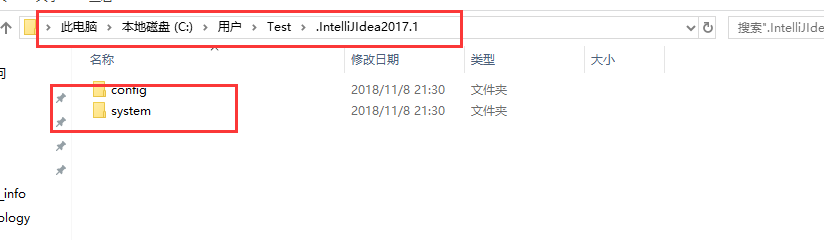 此电脑 > 本地磁盘 (C:) > 用户 > Test > .IntelliJIdea2017.1
搜索".IntelliJIde
名称 修改日期 类型 大小
问
config 2018/11/8 21:30 文件夹
system 2018/11/8 21:30 文件夹
_info
ology